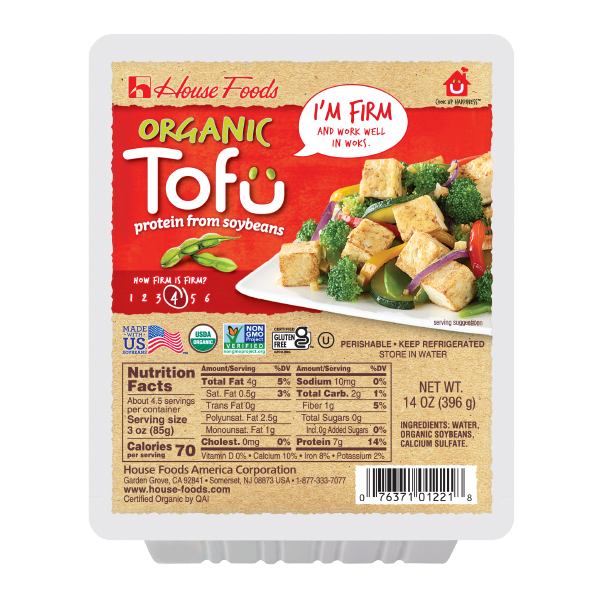 House Foods
COOK UP HAPPINESS™
I'M FIRM
AND WORK WELL
IN WOKS.
ORGANIC
Tofu
protein from soybeans
HOW FIRM IS FIRM?
1 2 3 4 5 6
serving suggestion
MADE
WITH
US
SOYBEANS
USDA
ORGANIC
NON
GMO
Project
VERIFIED
nongmoproject.org
CERTIFIED
GLUTEN
FREE
U
PERISHABLE • KEEP REFRIGERATED
STORE IN WATER
Nutrition
Facts
About 4.5 servings
per container
Serving size
3 oz (85g)
Calories 70
per serving
Amount/Serving %DV
Total Fat 4g 5%
Sat. Fat 0.5g 3%
Trans Fat 0g
Polyunsat. Fat 2.5g
Monounsat. Fat 1g
Cholest. 0mg 0%
Amount/Serving %DV
Sodium 10mg 0%
Total Carb. 2g 1%
Fiber 1g 5%
Total Sugars 0g
Incl. 0g Added Sugars 0%
Protein 7g 14%
Vitamin D 0% • Calcium 10% • Iron 8% • Potassium 2%
NET WT.
14 OZ (396 g)
INGREDIENTS: WATER,
ORGANIC SOYBEANS,
CALCIUM SULFATE.
House Foods America Corporation
Garden Grove, CA 92841 • Somerset, NJ 08873 USA • 1-877-333-7077
www.house-foods.com
Certified Organic by QAI
0 76371 01221 8